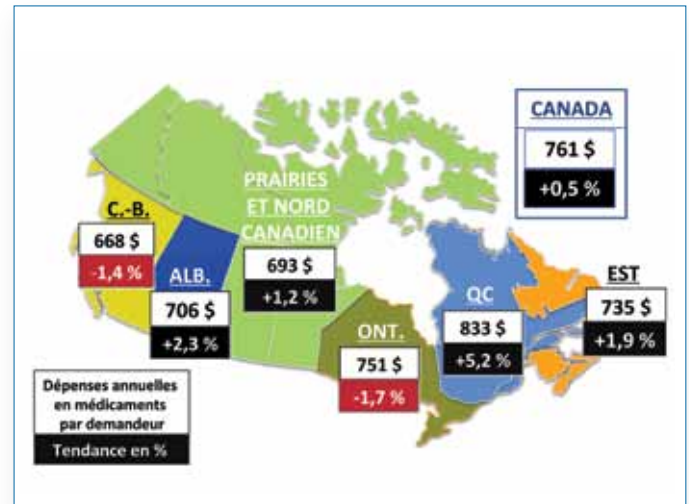 CANADA
761 $
+0,5 %
PRAIRIES
ET NORD
CANADIEN
693 $
+1,2 %
C.-B.
668 $
-1,4 %
ALB.
706 $
+2,3 %
ONT.
751 $
-1,7 %
QC
833 $
+5,2 %
EST
735 $
+1,9 %
Dépenses annuelles
en médicaments
par demandeur
Tendance en %